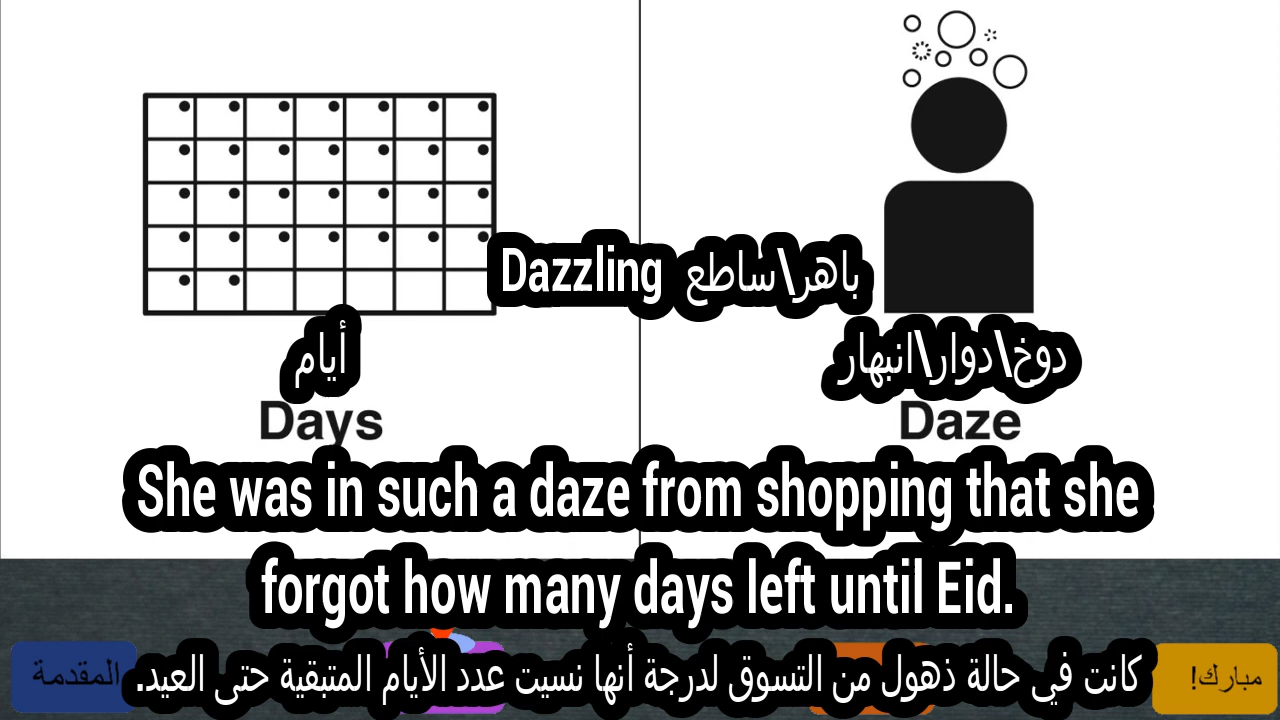 Dazzling باهر\ساطع
أيام
دوخ\دوار\انبهار
Days
Daze
She was in such a daze from shopping that she
forgot how many days left until Eid.
كانت في حالة ذهول من التسوق لدرجة أنها نسيت عدد الأيام المتبقية حتى العيد.
المقدمة
مبارك!